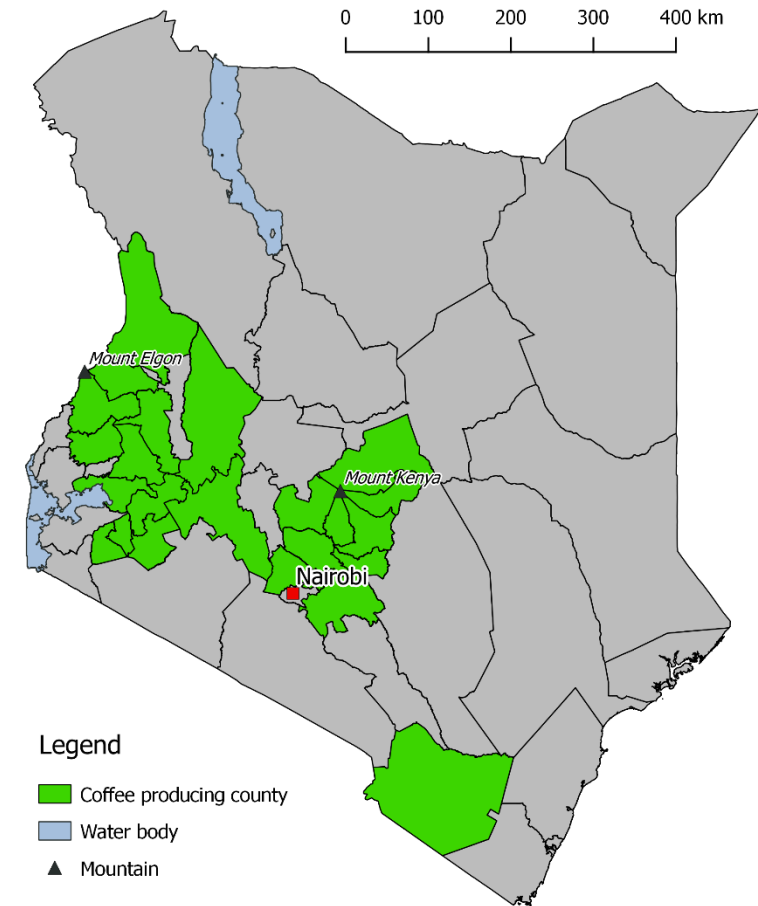 0 100 200 300 400 km
Mount Elgon
Mount Kenya
Nairobi
Legend
Coffee producing county
Water body
Mountain